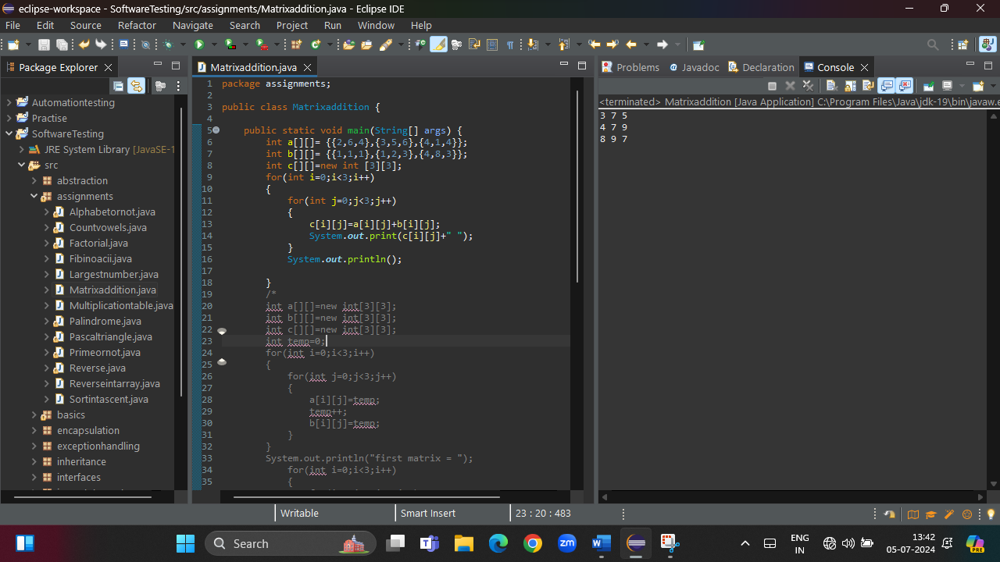 eclipse-workspace - SoftwareTesting/src/assignments/Matrixaddition.java - Eclipse IDE
File Edit Source Refactor Navigate Search Project Run Window Help
Package Explorer
Automationtesting
Practise
SoftwareTesting
JRE System Library [JavaSE-1
src
abstraction
assignments
Alphabetornot.java
Countvowels.java
Factorial.java
Fibinoacii.java
Largestnumber.java
Matrixaddition.java
Multiplicationtable.java
Palindrome.java
Pascaltriangle.java
Primeornot.java
Reverse.java
Reverseintarray.java
Sortintascent.java
basics
encapsulation
exceptionhandling
inheritance
interfaces
Matrixaddition.java
1 package assignments;
2
3 public class Matrixaddition {
4
5 public static void main(String[] args) {
6 int a[][]= {{2,6,4},{3,5,6},{4,1,4}};
7 int b[][]= {{1,1,1},{1,2,3},{4,8,3}};
8 int c[][]=new int [3][3];
9 for(int i=0;i<3;i++)
10 {
11 for(int j=0;j<3;j++)
12 {
13 c[i][j]=a[i][j]+b[i][j];
14 System.out.print(c[i][j]+" ");
15 }
16 System.out.println();
17
18 }
19 /*
20 int a[][]=new int[3][3];
21 int b[][]=new int[3][3];
22 int c[][]=new int[3][3];
23 int temp=0;
24 for(int i=0;i<3;i++)
25 {
26 for(int j=0;j<3;j++)
27 {
28 a[i][j]=temp;
29 temp++;
30 b[i][j]=temp;
31 }
32 }
33 System.out.println("first matrix = ");
34 for(int i=0;i<3;i++)
35 {
Problems Javadoc Declaration Console
<terminated> Matrixaddition [Java Application] C:\Program Files\Java\jdk-19\bin\javaw.e
3 7 5
4 7 9
8 9 7
Writable Smart Insert 23 : 20 : 483
Search
ENG
IN
13:42
05-07-2024